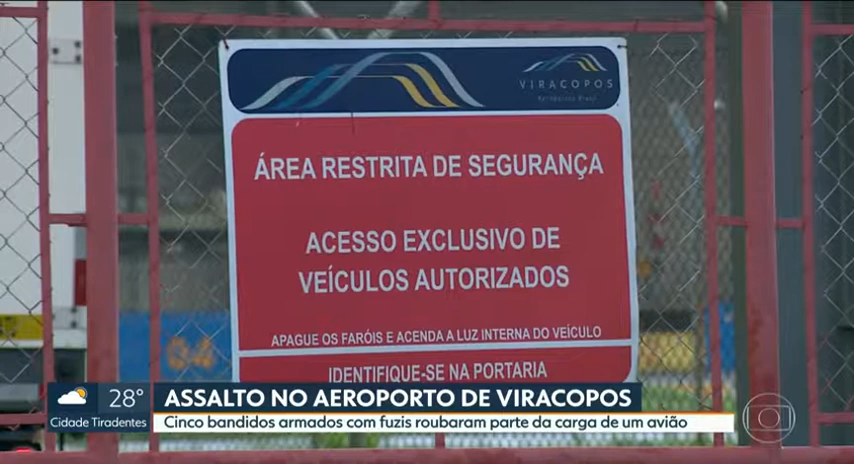 VIRACOPOS
ÁREA RESTRITA DE SEGURANÇA
ACESSO EXCLUSIVO DE
VEÍCULOS AUTORIZADOS
APAGUE OS FARÓIS E ACENDA A LUZ INTERNA DO VEÍCULO
IDENTIFIQUE-SE NA PORTARIA
04
28°
Cidade Tiradentes
ASSALTO NO AEROPORTO DE VIRACOPOS
Cinco bandidos armados com fuzis roubaram parte da carga de um avião